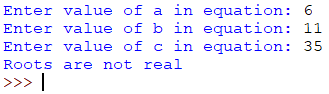 Enter value of a in equation: 6
Enter value of b in equation: 11
Enter value of c in equation: 35
Roots are not real
>>>